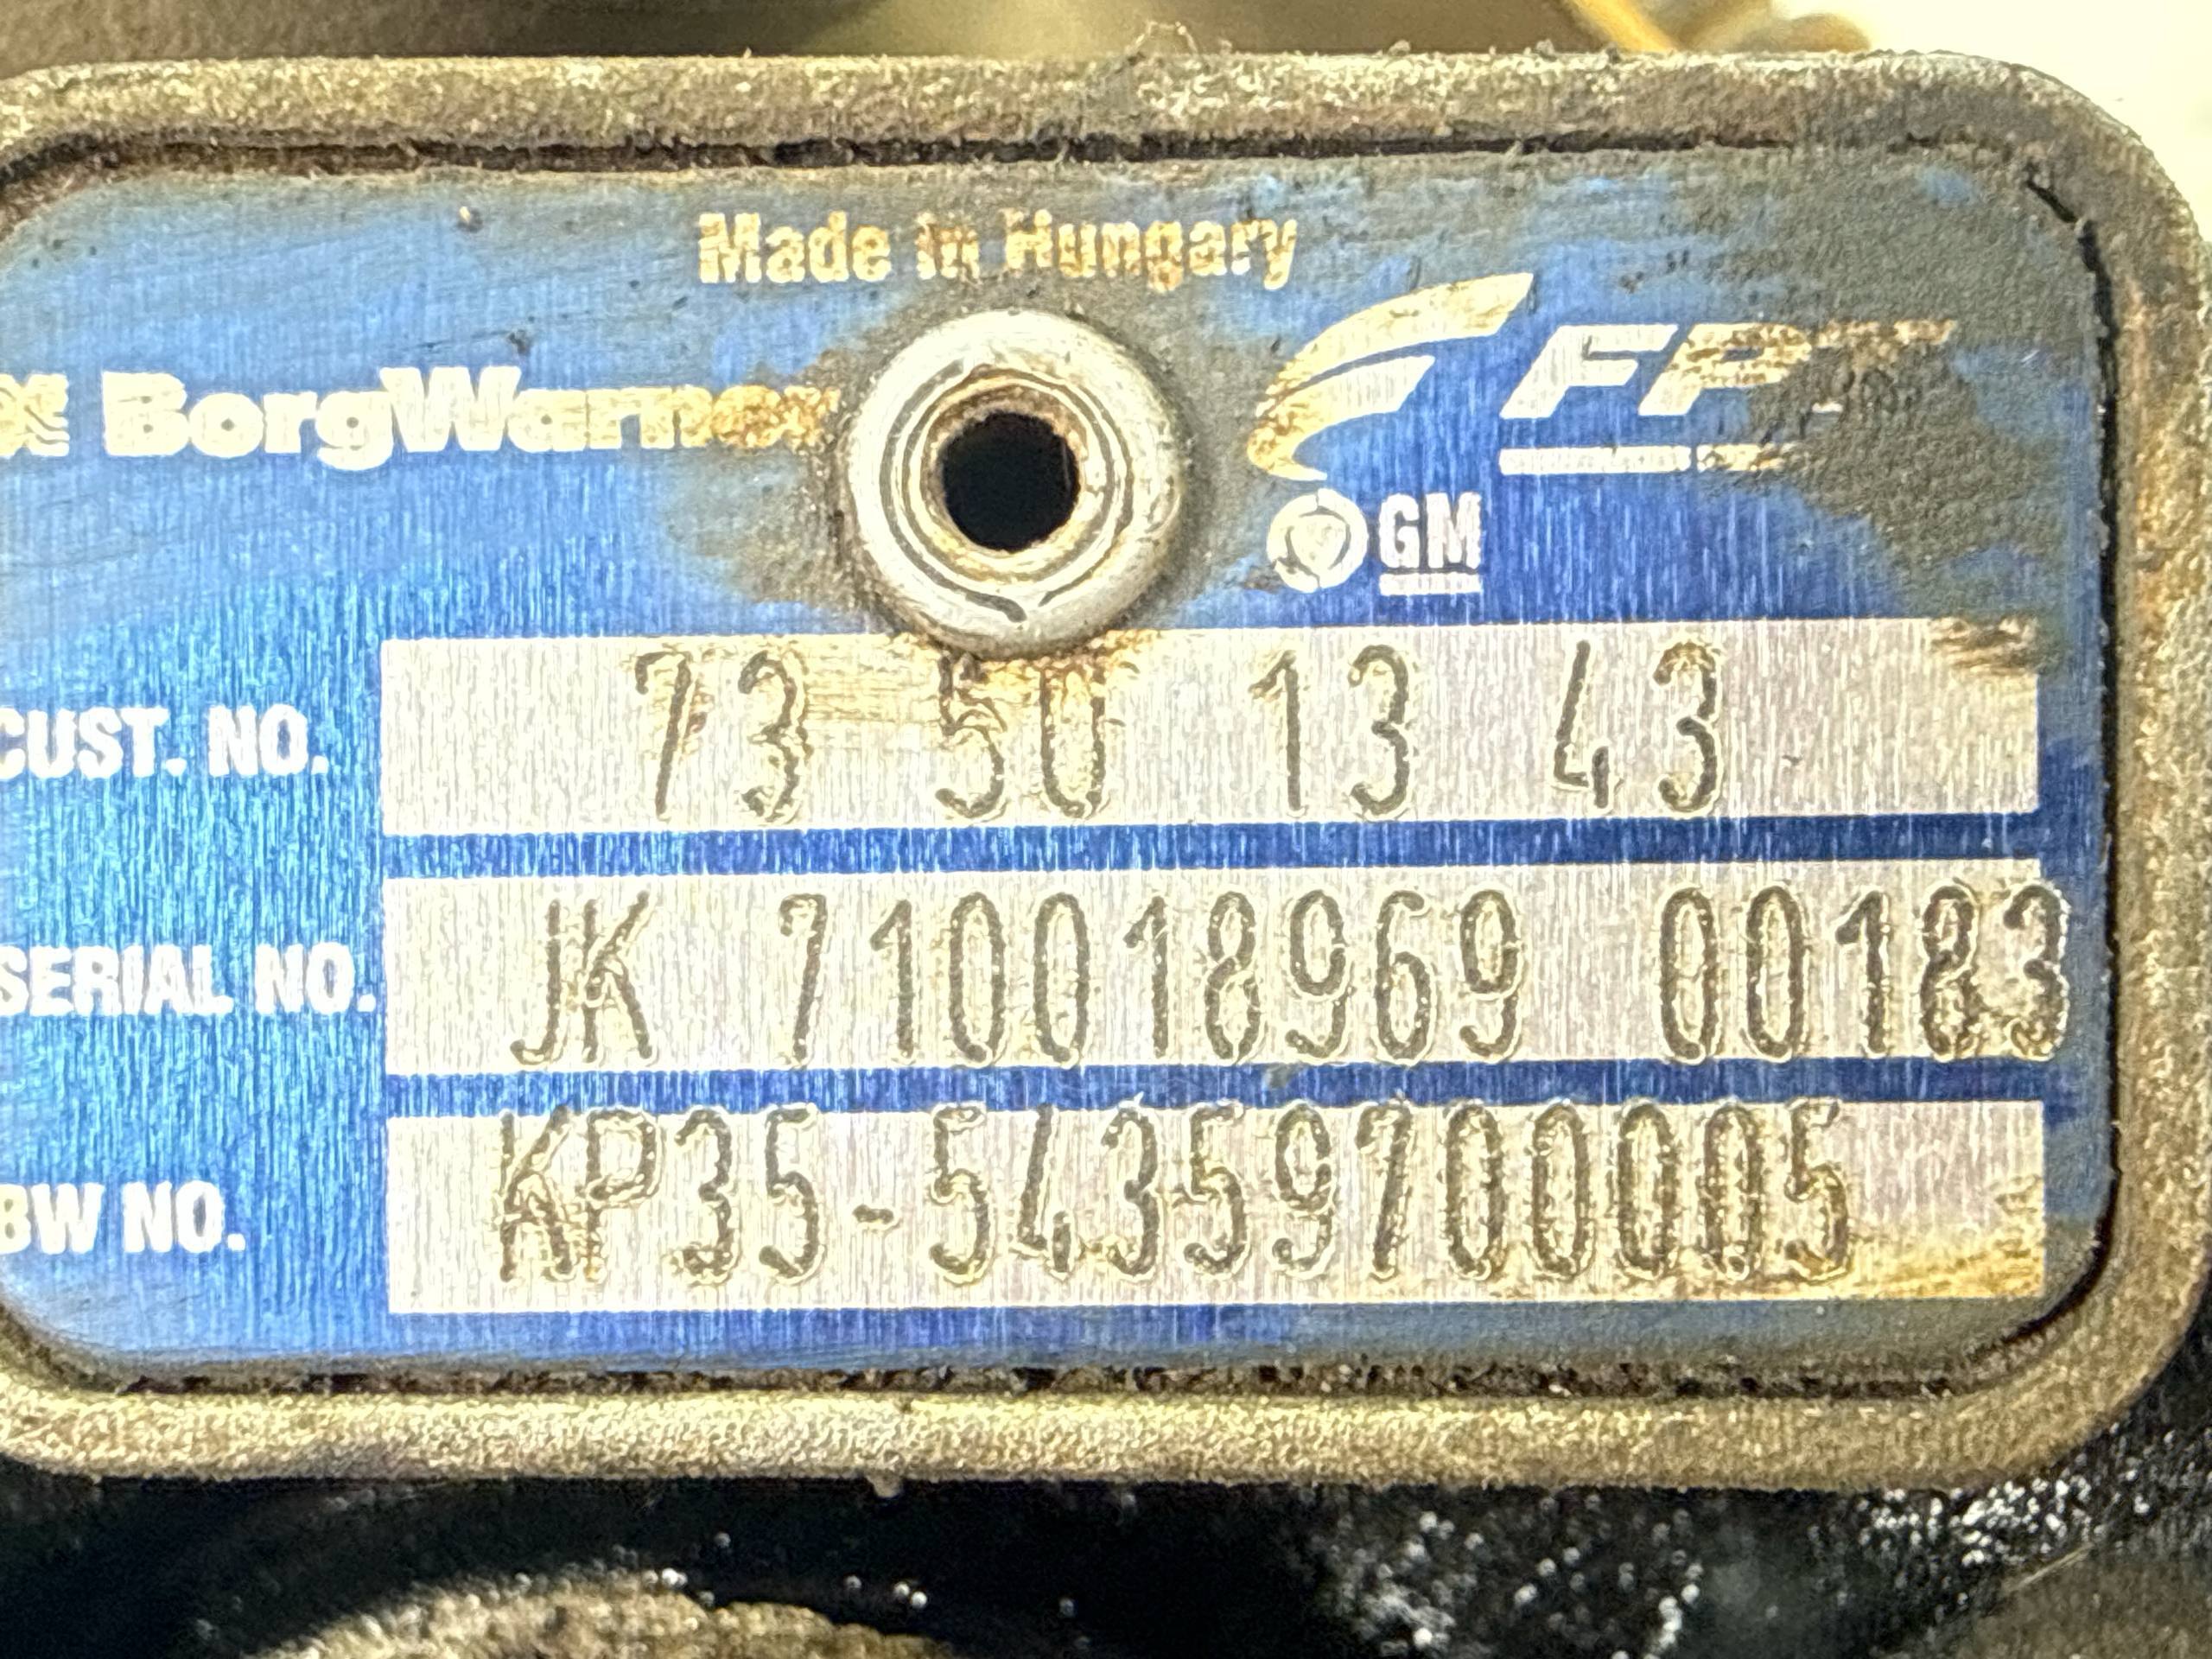 Made in Hungary
BorgWarner
FPT
GM
CUST. NO. 73 50 13 43
SERIAL NO. JK 710018969 00183
BW NO. KP35-54359700005